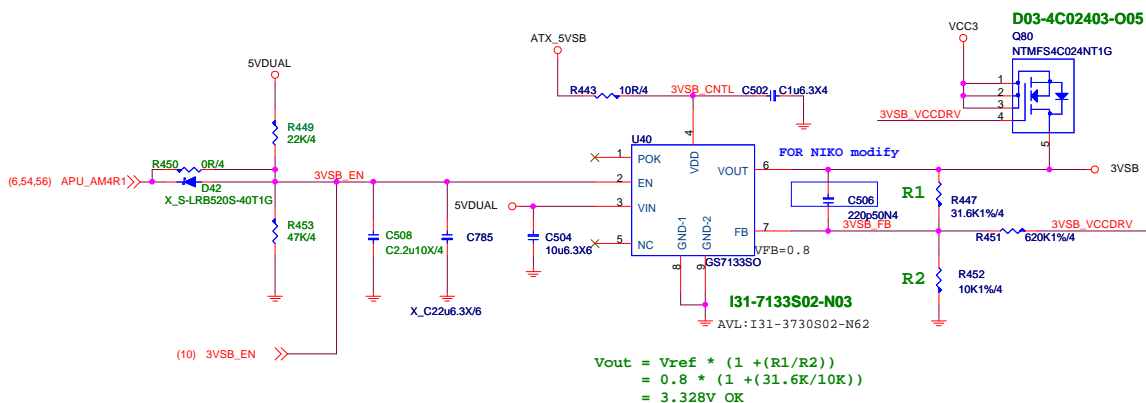 D03-4C02403-O05
Q80
NTMFS4C024NT1G
VCC3
ATX_5VSB
5VDUAL
R443
10R/4
3VSB_CNTL
C502
C1u6.3X4
1
2
3
4
3VSB_VCCDRV
5
R449
22K/4
U40
4
VDD
FOR NIKO modify
1
POK
VOUT
6
3VSB
R450
0R/4
(6,54,56) APU_AM4R1
D42
X_S-LRB520S-40T1G
3VSB_EN
2
EN
R1
R447
31.6K1%/4
C506
220p50N4
5VDUAL
3
VIN
R453
47K/4
C508
C2.2u10X/4
C785
C504
10u6.3X6
5
NC
GND-1
GND-2
FB
7
3VSB_FB
3VSB_VCCDRV
R451
620K1%/4
VFB=0.8
GS7133SO
8
9
R2
R452
10K1%/4
X_C22u6.3X/6
I31-7133S02-N03
AVL:I31-3730S02-N62
(10) 3VSB_EN
Vout = Vref * (1 +(R1/R2))
= 0.8 * (1 +(31.6K/10K))
= 3.328V OK